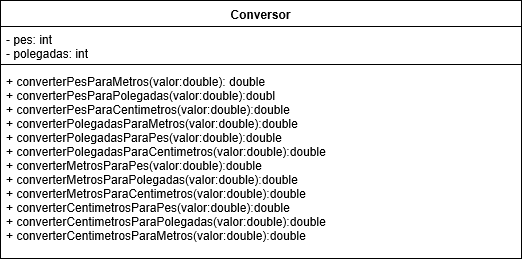 Conversor
- pes: int
- polegadas: int
+ converterPesParaMetros(valor:double): double
+ converterPesParaPolegadas(valor:double):doubl
+ converterPesParaCentimetros(valor:double):double
+ converterPolegadasParaMetros(valor:double):double
+ converterPolegadasParaPes(valor:double):double
+ converterPolegadasParaCentimetros(valor:double):double
+ converterMetrosParaPes(valor:double):double
+ converterMetrosParaPolegadas(valor:double):double
+ converterMetrosParaCentimetros(valor:double):double
+ converterCentimetrosParaPes(valor:double):double
+ converterCentimetrosParaPolegadas(valor:double):double
+ converterCentimetrosParaMetros(valor:double):double